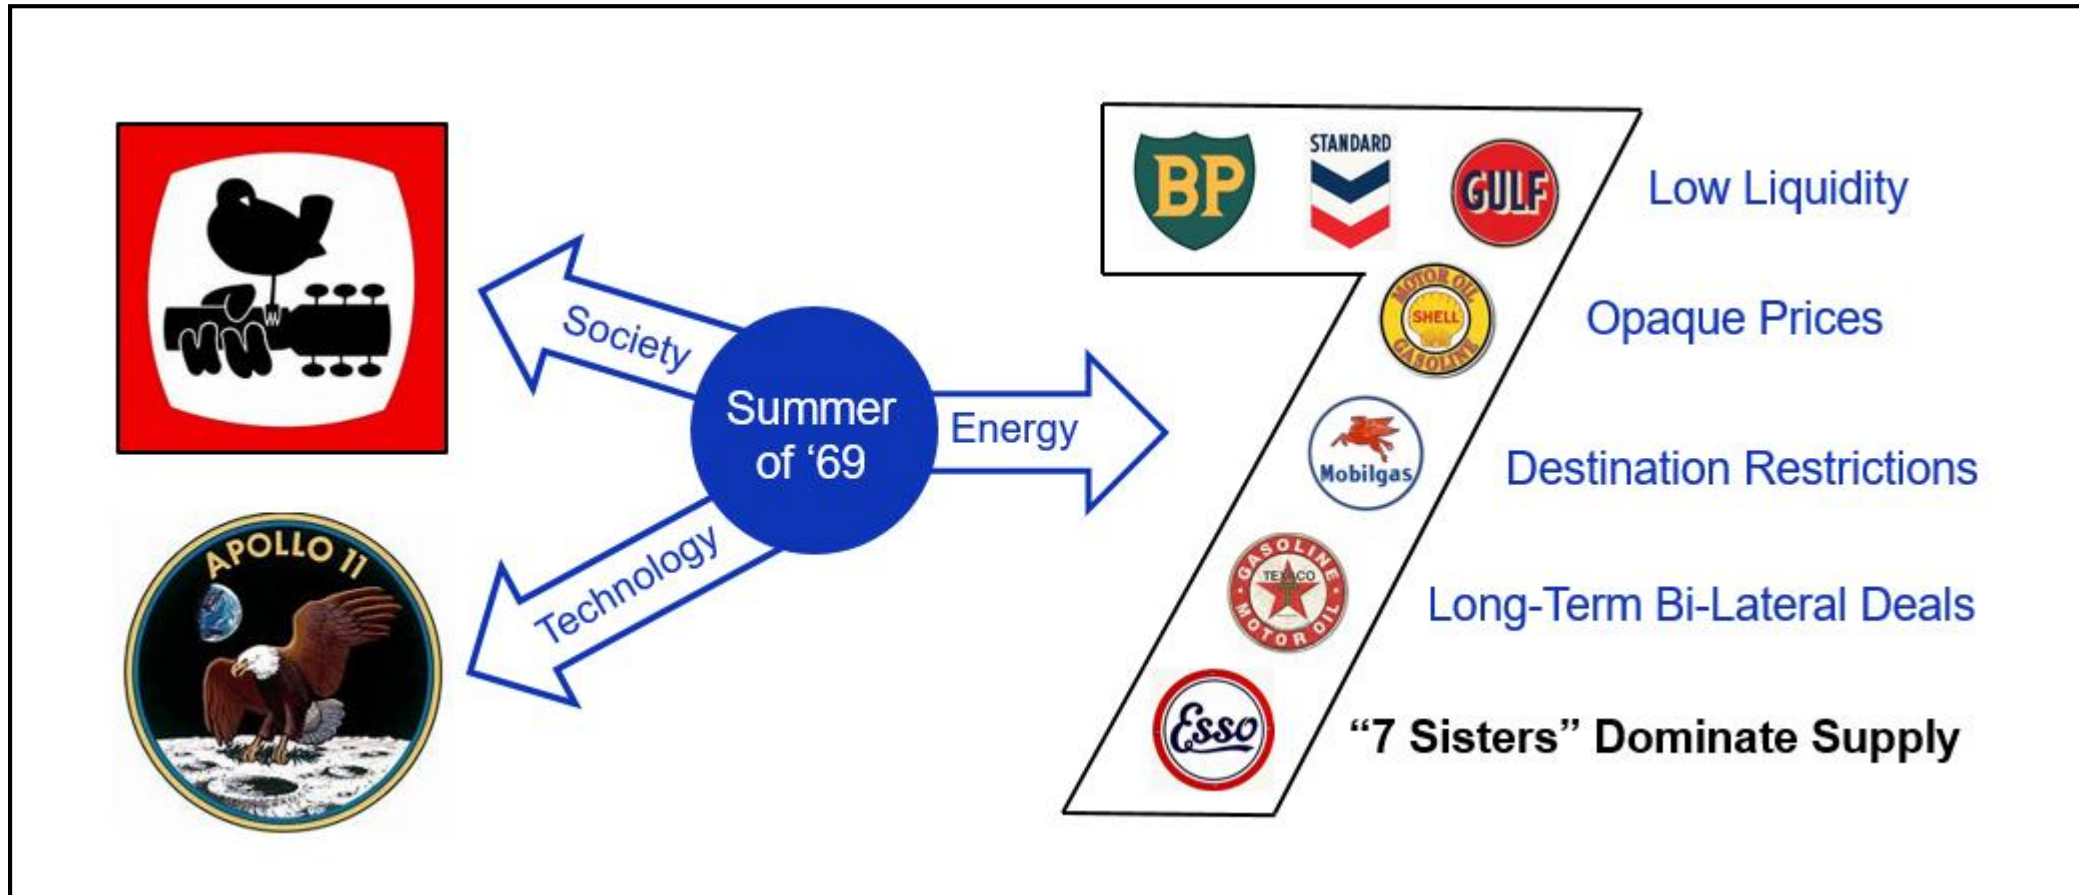 APOLLO 11
Society
Technology
Summer
of ‘69
Energy
BP
STANDARD
GULF
MOTOR OIL
SHELL
GASOLINE
Mobilgas
GASOLINE
TEXACO
MOTOR OIL
Esso
Low Liquidity
Opaque Prices
Destination Restrictions
Long-Term Bi-Lateral Deals
“7 Sisters” Dominate Supply